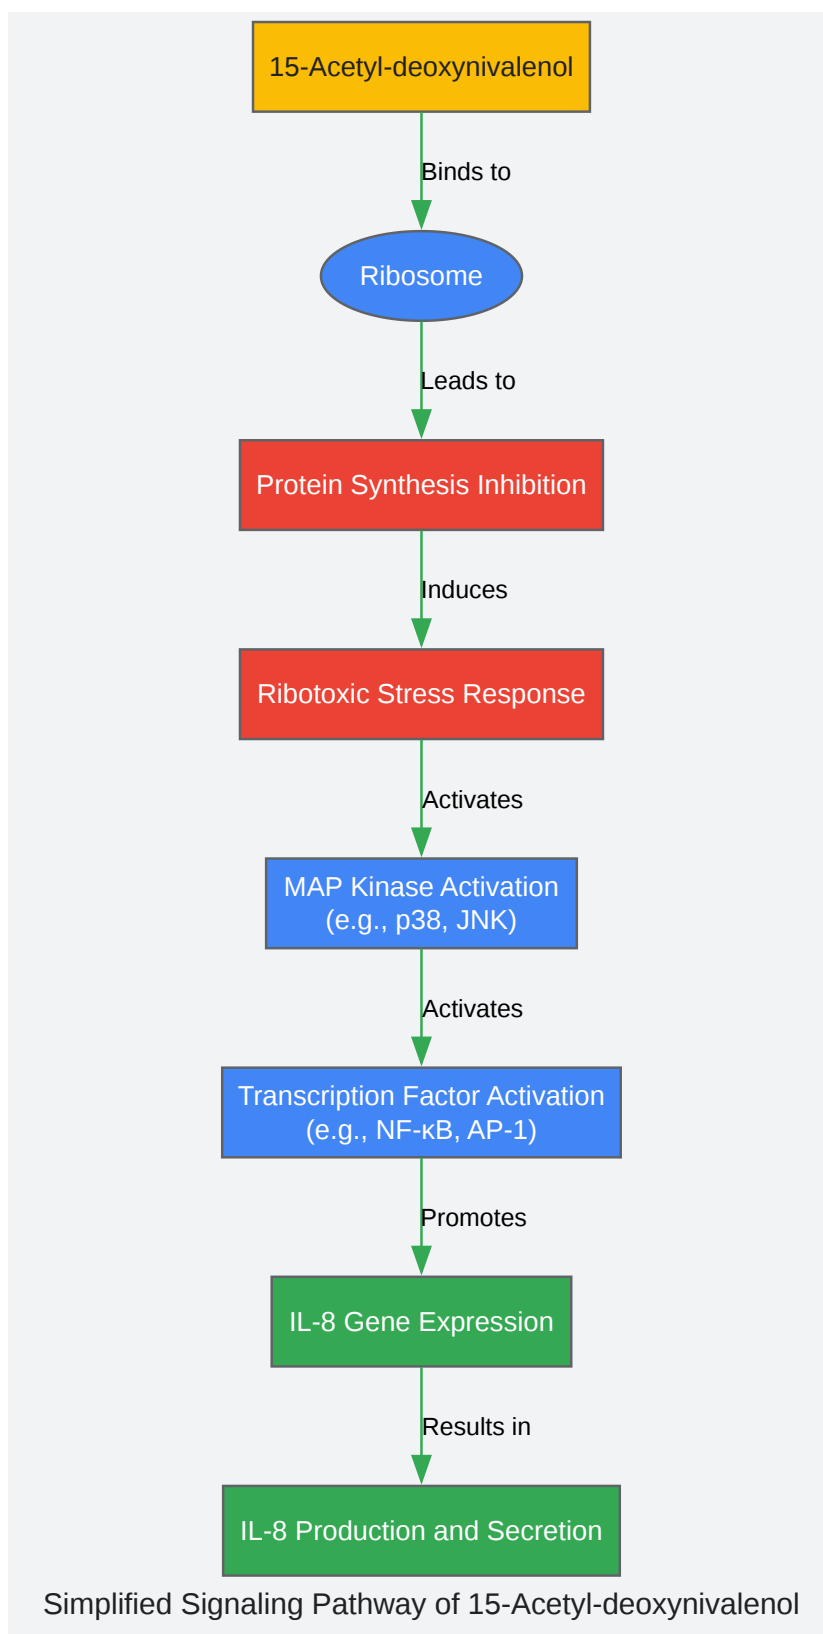 15-Acetyl-deoxynivalenol
Binds to
Ribosome
Leads to
Protein Synthesis Inhibition
Induces
Ribotoxic Stress Response
Activates
MAP Kinase Activation
(e.g., p38, JNK)
Activates
Transcription Factor Activation
(e.g., NF-κB, AP-1)
Promotes
IL-8 Gene Expression
Results in
IL-8 Production and Secretion
Simplified Signaling Pathway of 15-Acetyl-deoxynivalenol